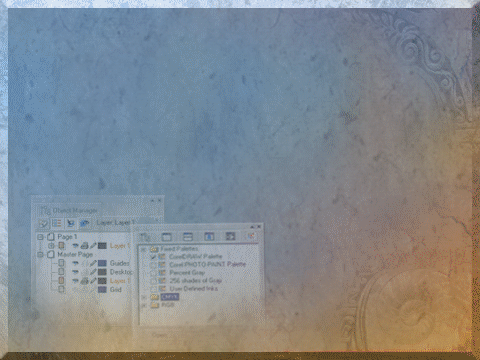 Object Manager
Layer: Layer 1
Page 1
Layer 1
Master Page
Guides
Desktop
Layer 1
Grid
Fixed Palettes
CorelDRAW Palette
Corel PHOTO-PAINT Palette
Percent Gray
256 shades of Gray
User Defined Inks
CMYK
RGB